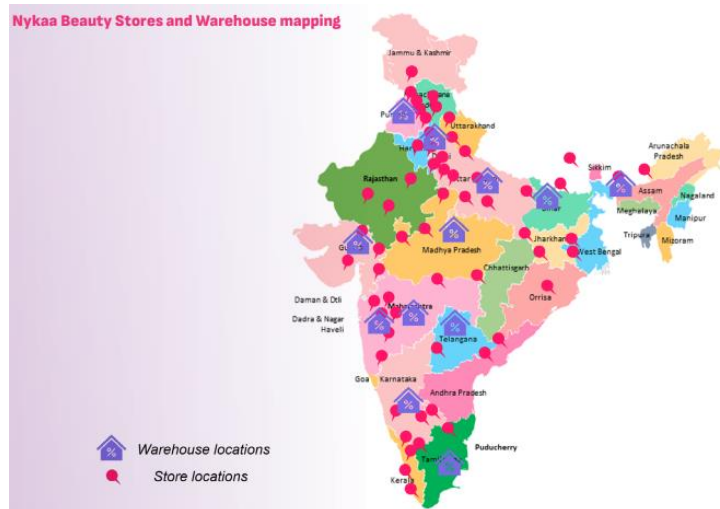 Nykaa Beauty Stores and Warehouse mapping
Jammu & Kashmir
Uttarakhand
Arunachala
Pradesh
Sikkim
Rajasthan
Assam
Nagaland
Meghalaya
Manipur
Tripura
Mizoram
Jharkhand
West Bengal
Madhya Pradesh
Chhattisgarh
Orrisa
Daman & Dtli
Dadra & Nagar
Haveli
Telangana
Goa
Karnataka
Andhra Pradesh
Puducherry
Kerala
%
Warehouse locations
Store locations